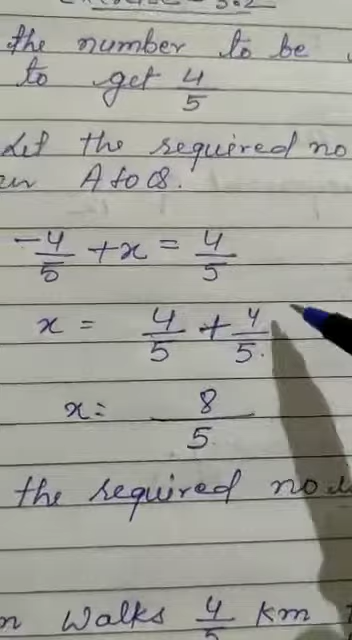 the number to be
to get 4/5
Let the required no
A to Q.
-4/5 + x = 4/5
x = 4/5 + 4/5.
x = 8/5
the required no
walks 4/5 km